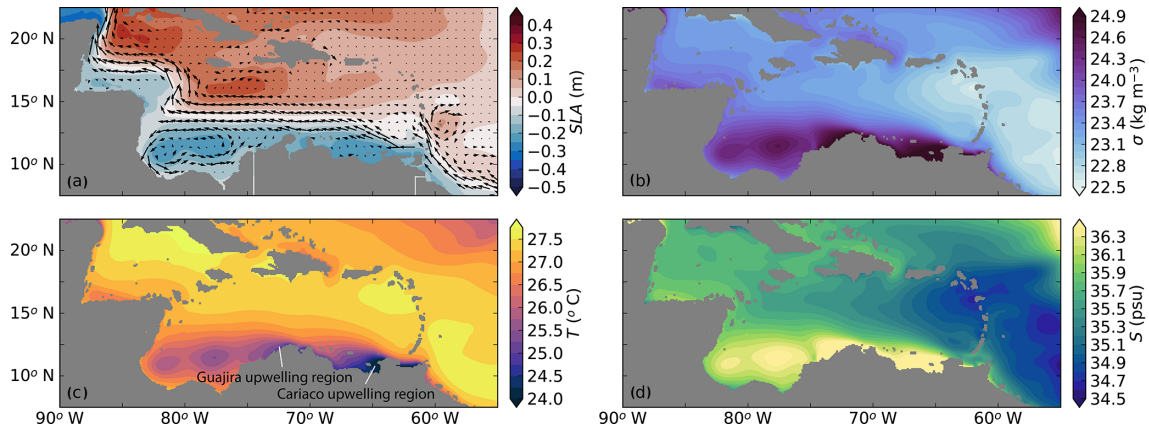 20° N
15° N
10° N
(a)
0.4
0.3
0.2
0.1
0.0
−0.1
−0.2
−0.3
−0.4
−0.5
SLA (m)
(b)
24.9
24.6
24.3
24.0
23.7
23.4
23.1
22.8
22.5
σ (kg m⁻³)
20° N
15° N
10° N
90° W
80° W
70° W
60° W
(c)
Guajira upwelling region
Cariaco upwelling region
27.5
27.0
26.5
26.0
25.5
25.0
24.5
24.0
T (° C)
(d)
80° W
70° W
60° W
36.3
36.1
35.9
35.7
35.5
35.3
35.1
34.9
34.7
34.5
S (psu)